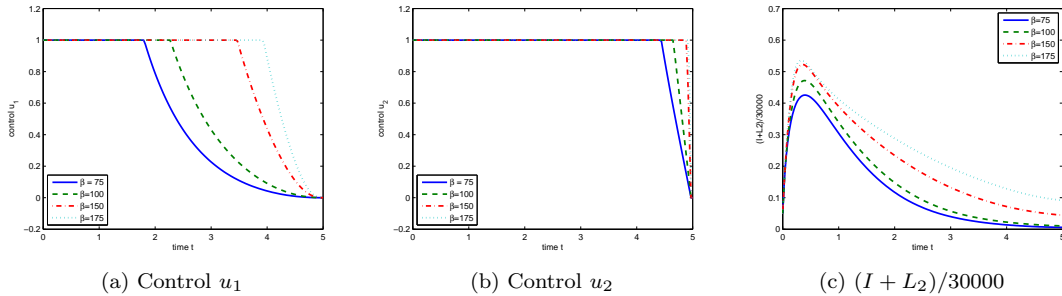 1.2
1
0.8
0.6
0.4
0.2
0
−0.2
control u1
β = 75
β=100
β=150
β=175
0 1 2 3 4 5
time t
(a) Control u1
1.2
1
0.8
0.6
0.4
0.2
0
−0.2
control u2
β = 75
β=100
β=150
β=175
0 1 2 3 4 5
time t
(b) Control u2
0.7
0.6
0.5
0.4
0.3
0.2
0.1
0
(I+L2)/30000
β=75
β=100
β=150
β=175
0 1 2 3 4 5
time t
(c) (I + L2)/30000